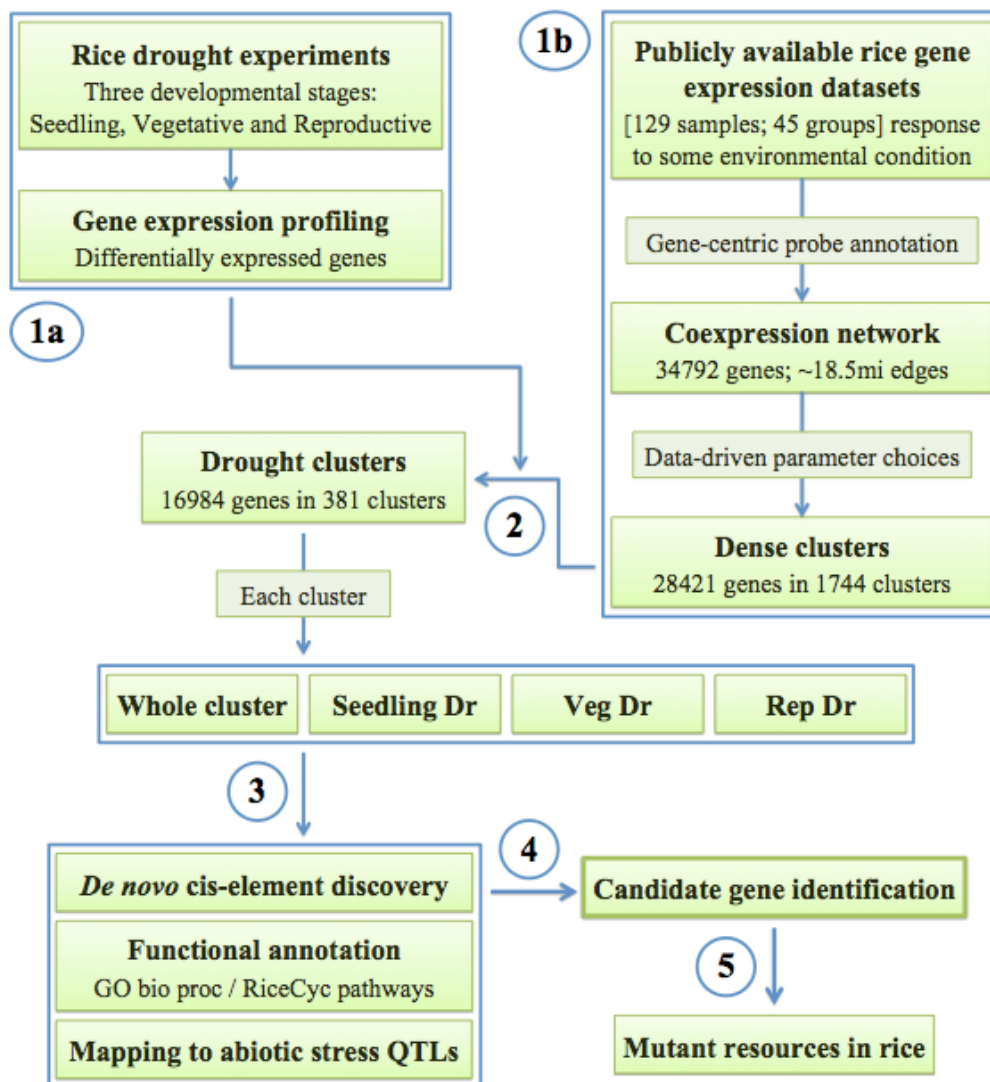 Rice drought experiments
Three developmental stages:
Seedling, Vegetative and Reproductive
Gene expression profiling
Differentially expressed genes
1a
1b
Publicly available rice gene
expression datasets
[129 samples; 45 groups] response
to some environmental condition
Gene-centric probe annotation
Coexpression network
34792 genes; ~18.5mi edges
Data-driven parameter choices
Dense clusters
28421 genes in 1744 clusters
2
Drought clusters
16984 genes in 381 clusters
Each cluster
Whole cluster
Seedling Dr
Veg Dr
Rep Dr
3
De novo cis-element discovery
Functional annotation
GO bio proc / RiceCyc pathways
Mapping to abiotic stress QTLs
4
Candidate gene identification
5
Mutant resources in rice